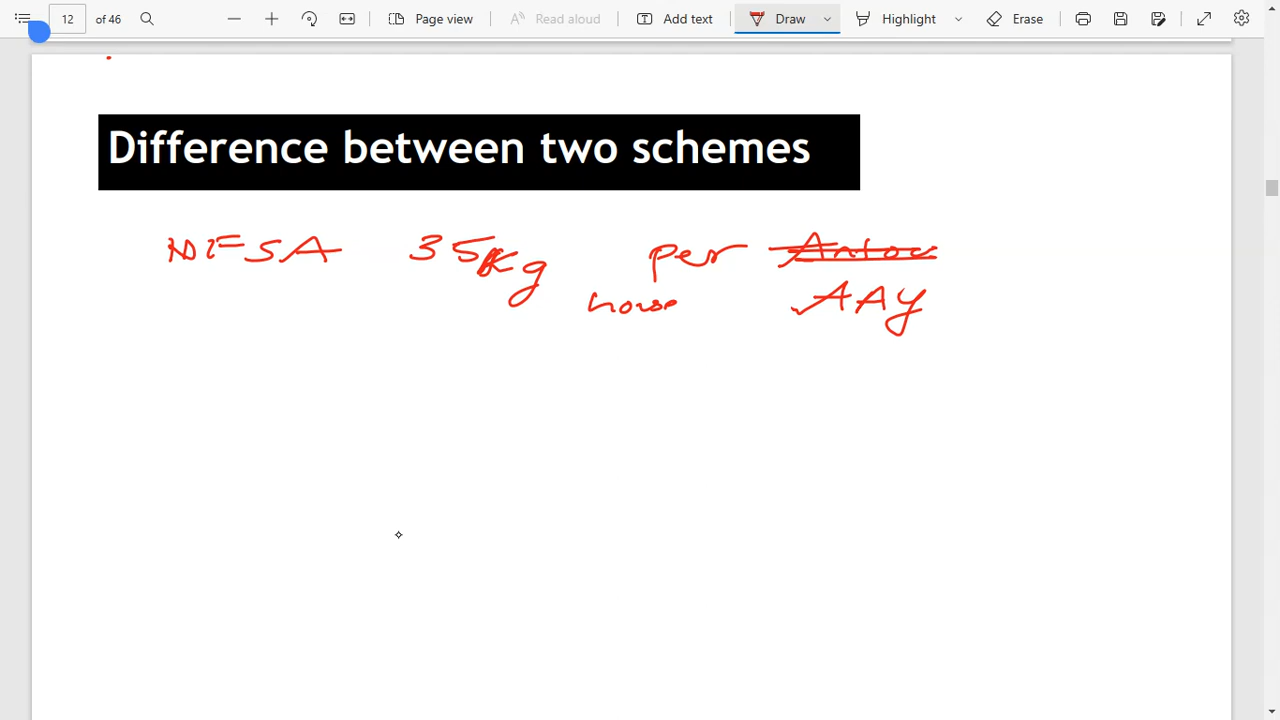 12 of 46 Page view Read aloud Add text Draw Highlight Erase
Difference between two schemes
NFSA 35Kg per Antoc
house AAY